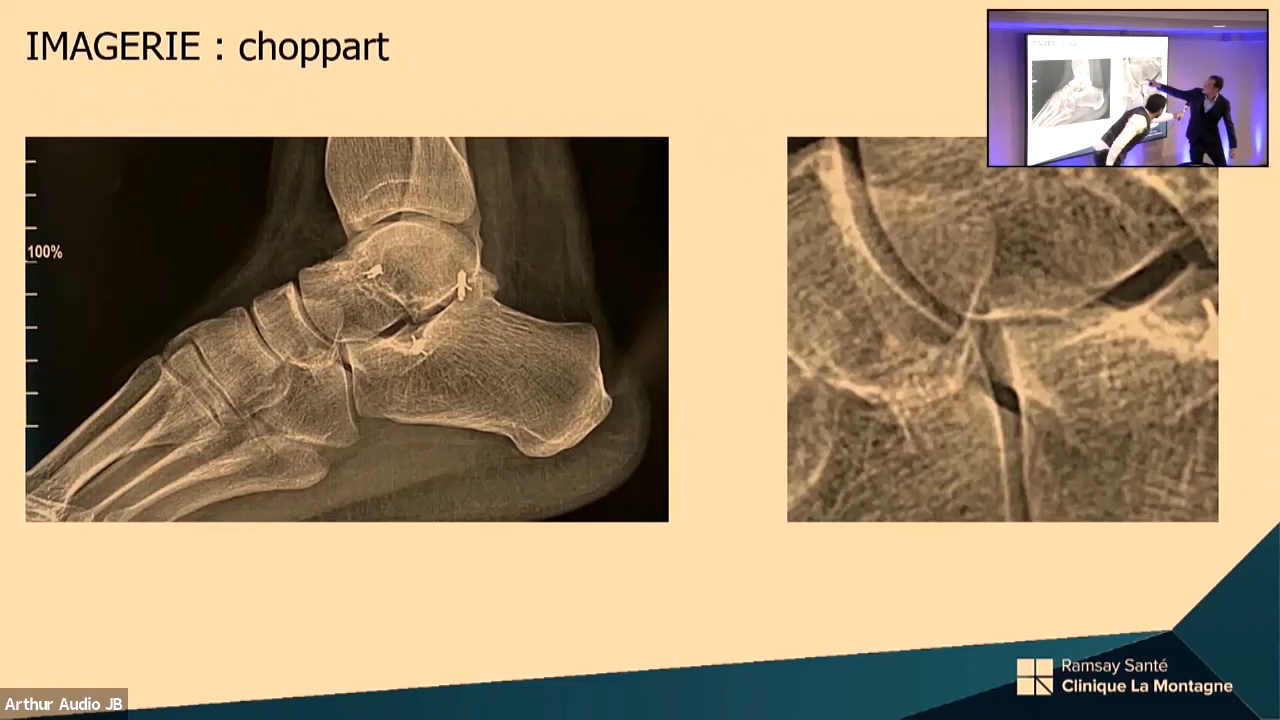 IMAGERIE : choppart
100%
Ramsay Santé
Clinique La Montagne
Arthur Audio JB